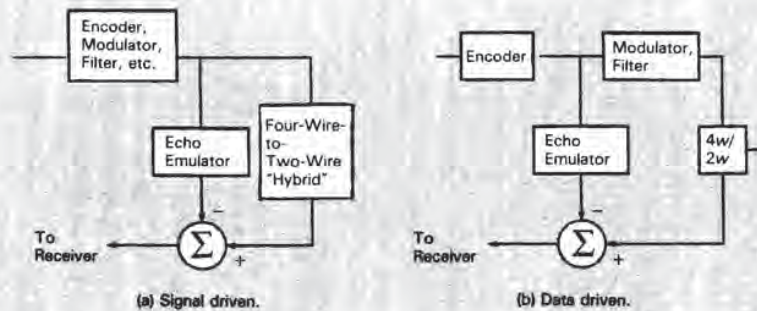 Encoder,
Modulator,
Filter, etc.
Echo
Emulator
Four-Wire-
to-
Two-Wire
"Hybrid"
−
Σ
+
To
Receiver
(a) Signal driven.
Encoder
Modulator,
Filter
Echo
Emulator
4w/
2w
−
Σ
+
To
Receiver
(b) Data driven.